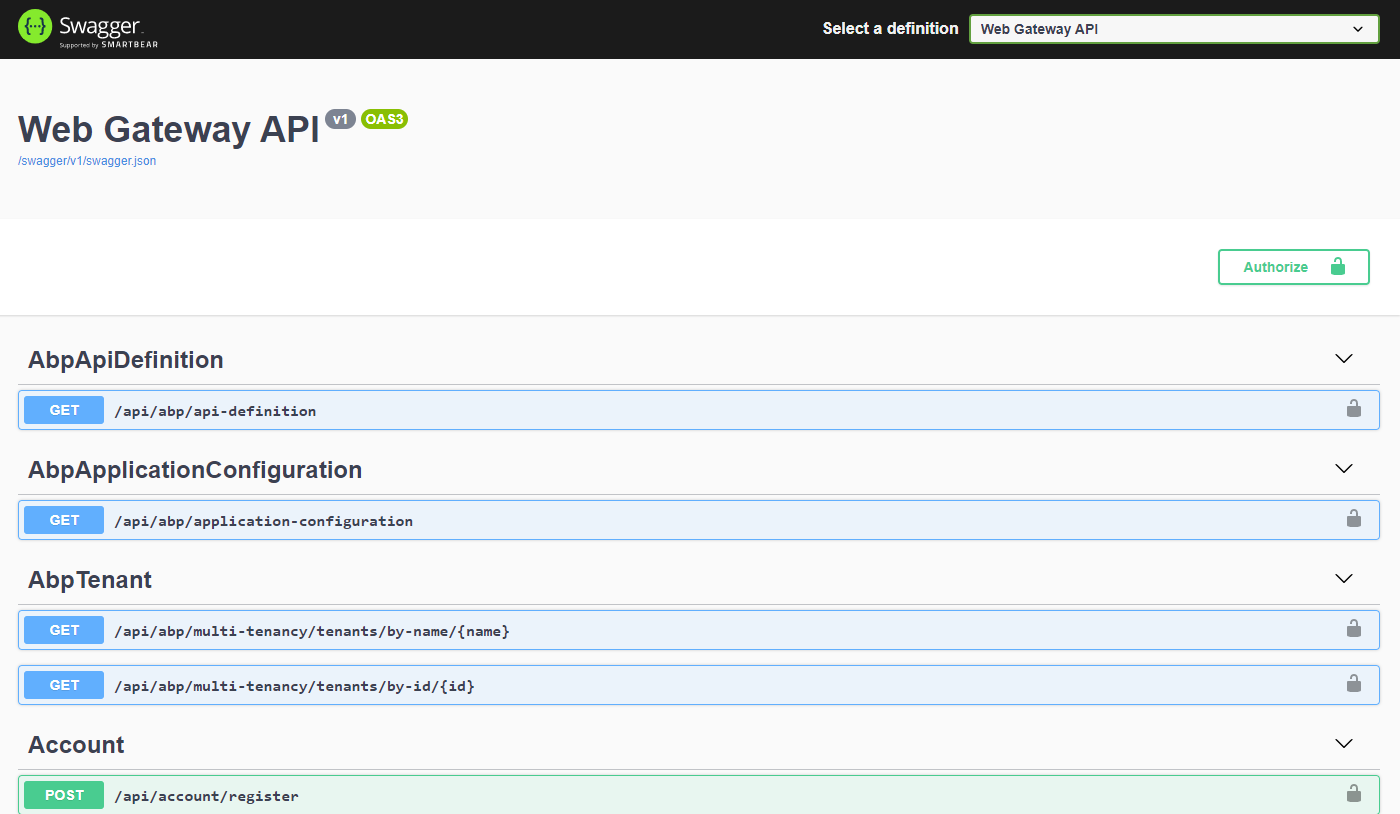 Swagger
Supported by SMARTBEAR
Select a definition
Web Gateway API
Web Gateway API v1 OAS3
/swagger/v1/swagger.json
Authorize
AbpApiDefinition
GET /api/abp/api-definition
AbpApplicationConfiguration
GET /api/abp/application-configuration
AbpTenant
GET /api/abp/multi-tenancy/tenants/by-name/{name}
GET /api/abp/multi-tenancy/tenants/by-id/{id}
Account
POST /api/account/register